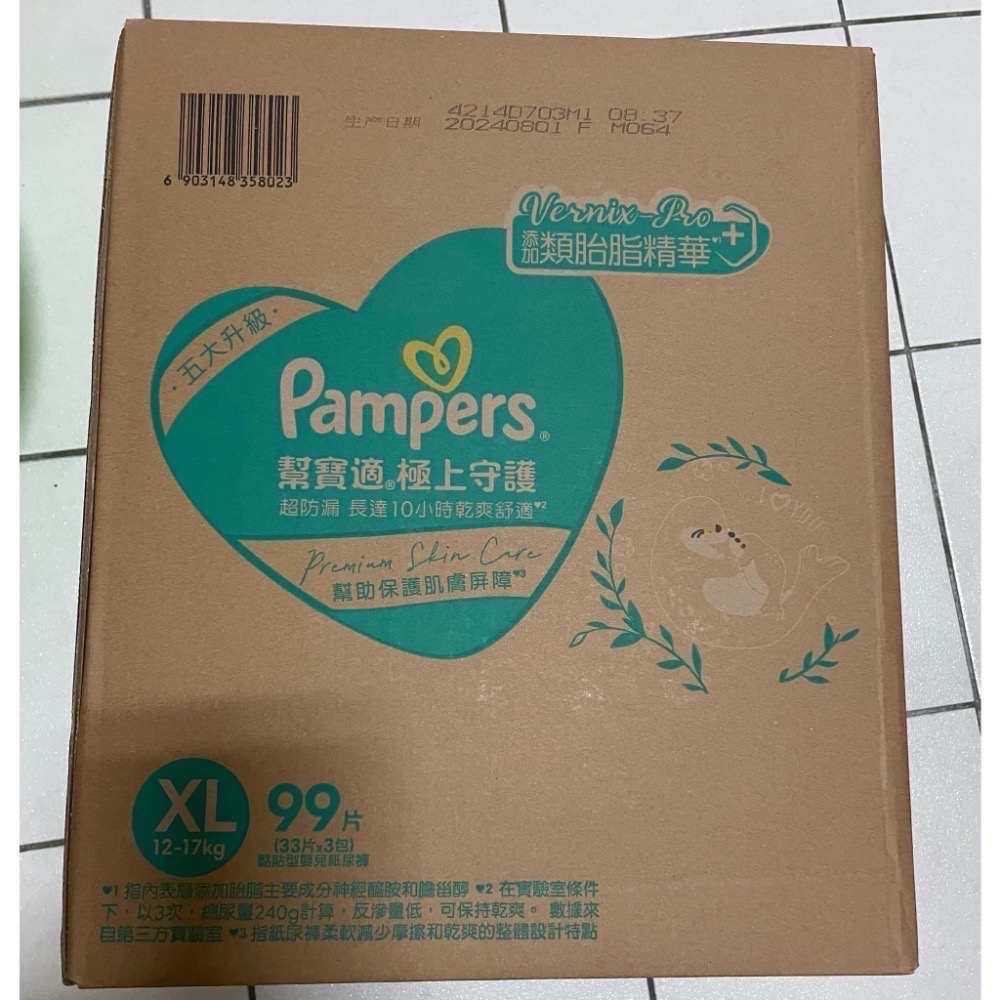 生产日期
4214D703M1 08:37
20240801 F M064
6 903148 358023
Vernix-Pro
添加類胎脂精華♥1 +
·五大升級·
Pampers®
幫寶適®極上守護
超防漏 長達10小時乾爽舒適♥2
Premium Skin Care
幫助保護肌膚屏障♥3
I ♡ YOU
XL
12-17kg
99片
(33片x3包)
黏貼型嬰兒紙尿褲
♥1 指內表層添加胎脂主要成分神經醯胺和膽甾醇 ♥2 在實驗室條件
下，以3次，總尿量240g計算，反滲量低，可保持乾爽。 數據來
自第三方實驗室 ♥3 指紙尿褲柔軟減少摩擦和乾爽的整體設計特點